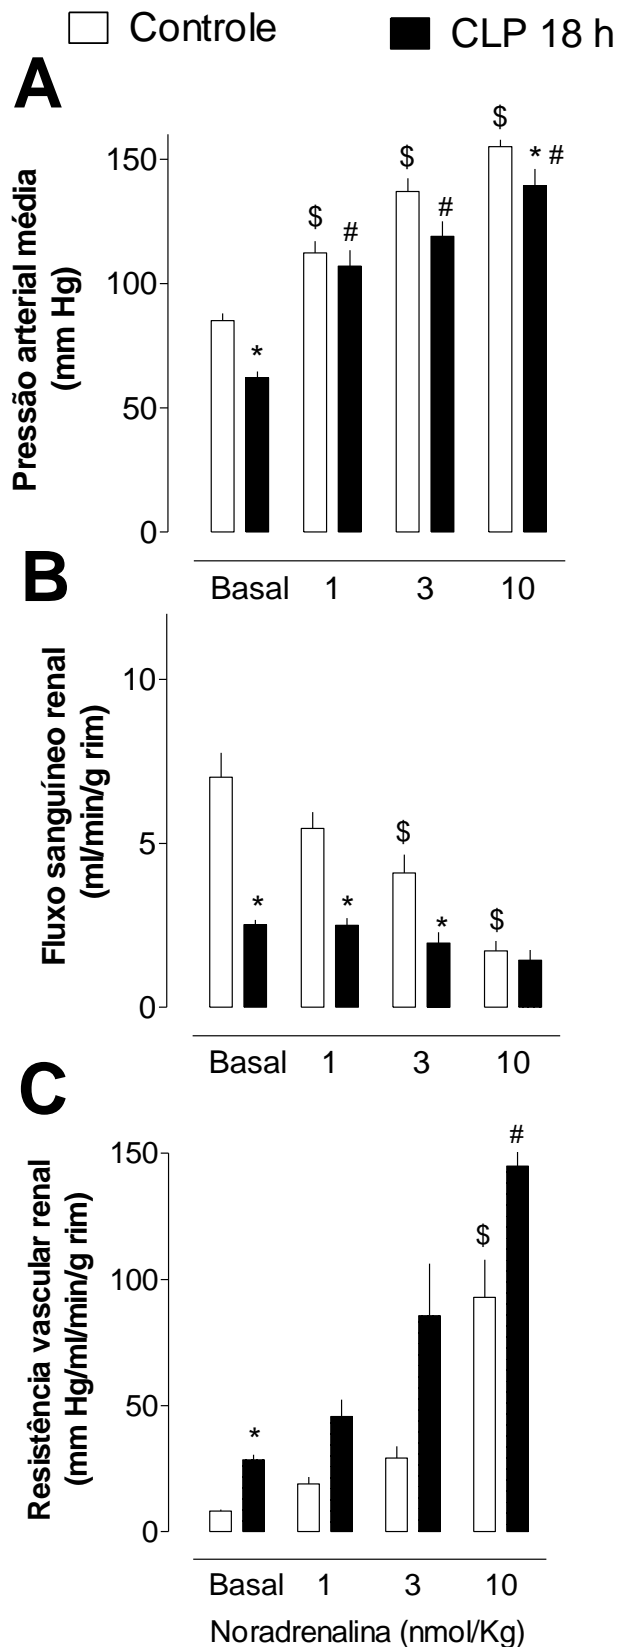 Controle CLP 18 h
A
Pressão arterial média
(mm Hg)
150
100
50
0
$ # $ # $ * #
*
Basal 1 3 10
B
Fluxo sanguíneo renal
(ml/min/g rim)
10
5
0
* * $ * $
Basal 1 3 10
C
Resistência vascular renal
(mm Hg/ml/min/g rim)
150
100
50
0
* $ #
Basal 1 3 10
Noradrenalina (nmol/Kg)